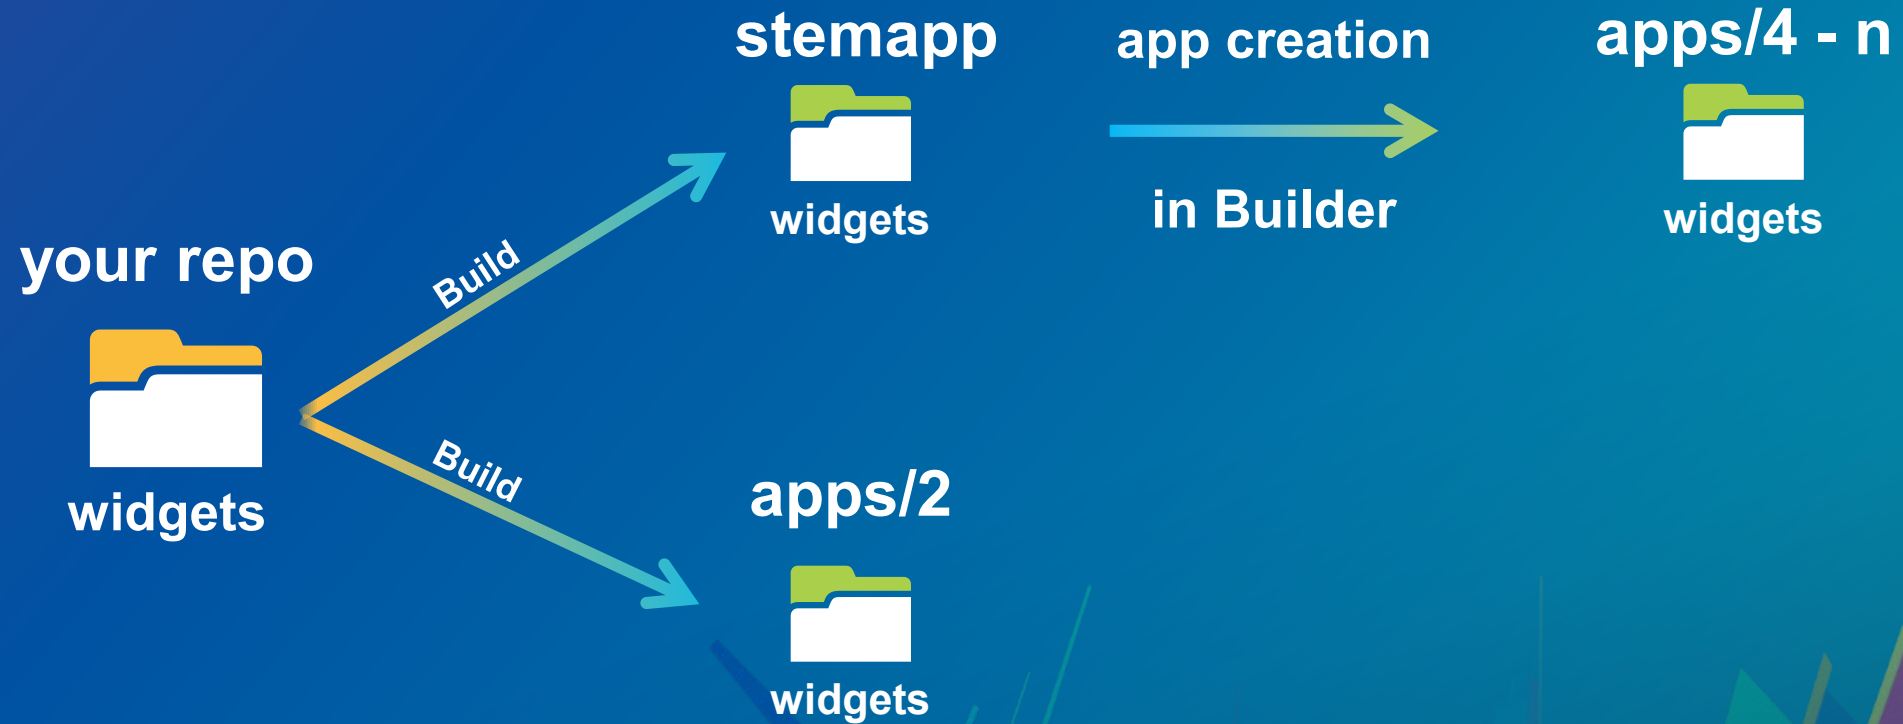 your repo
widgets
Build
Build
stemapp
widgets
app creation
in Builder
apps/4 - n
widgets
apps/2
widgets